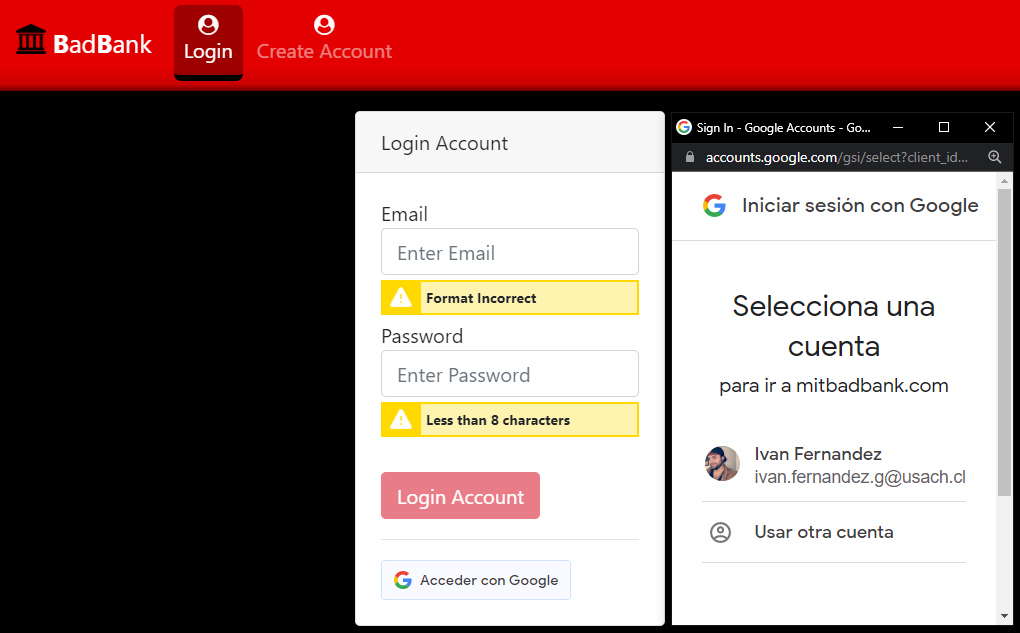 BadBank
Login
Create Account
Login Account
Email
Enter Email
Format Incorrect
Password
Enter Password
Less than 8 characters
Login Account
Acceder con Google
Sign In - Google Accounts - Go...
accounts.google.com/gsi/select?client_id...
Iniciar sesión con Google
Selecciona una
cuenta
para ir a mitbadbank.com
Ivan Fernandez
ivan.fernandez.g@usach.cl
Usar otra cuenta